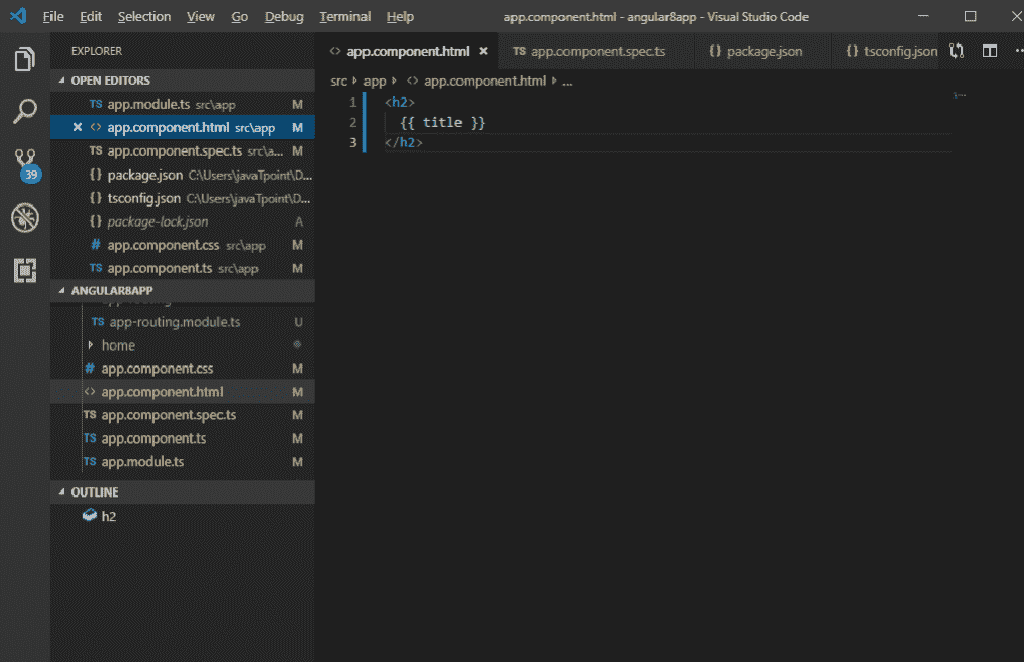 File Edit Selection View Go Debug Terminal Help app.component.html - angular8app - Visual Studio Code
EXPLORER
OPEN EDITORS
TS app.module.ts src\app M
<> app.component.html src\app M
TS app.component.spec.ts src\a... M
{} package.json C:\Users\javaTpoint\D...
{} tsconfig.json C:\Users\javaTpoint\D...
{} package-lock.json A
# app.component.css src\app M
TS app.component.ts src\app M
ANGULAR8APP
app-routing
TS app-routing.module.ts U
home
# app.component.css M
<> app.component.html M
TS app.component.spec.ts M
TS app.component.ts M
TS app.module.ts M
OUTLINE
h2
39
<> app.component.html × TS app.component.spec.ts {} package.json {} tsconfig.json
src app <> app.component.html ...
1 <h2>
2 {{ title }}
3 </h2>